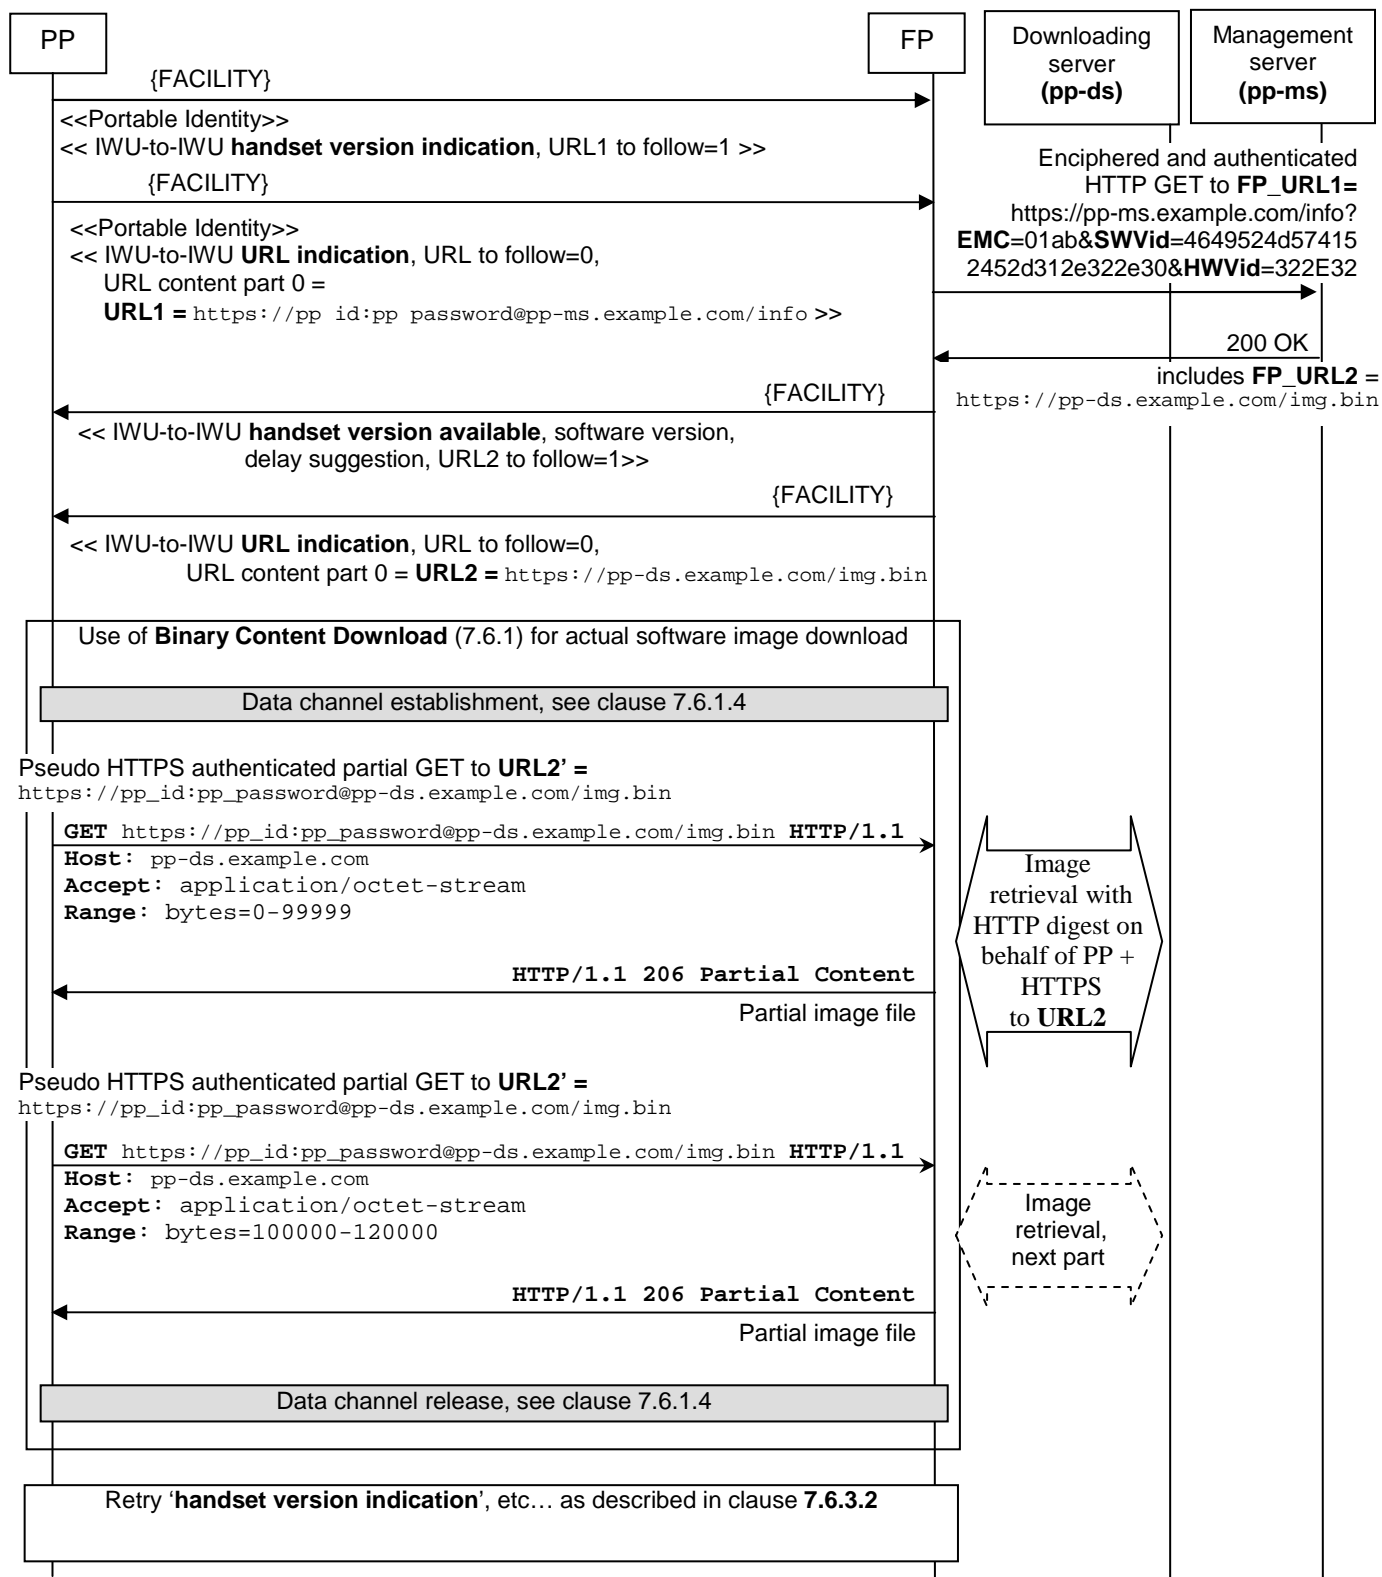 PP
FP
Downloading
server
(pp-ds)
Management
server
(pp-ms)
{FACILITY}
<<Portable Identity>>
<< IWU-to-IWU handset version indication, URL1 to follow=1 >>
{FACILITY}
Enciphered and authenticated
HTTP GET to FP_URL1=
https://pp-ms.example.com/info?
EMC=01ab&SWVid=4649524d57415
2452d312e322e30&HWVid=322E32
<<Portable Identity>>
<< IWU-to-IWU URL indication, URL to follow=0,
URL content part 0 =
URL1 = https://pp id:pp password@pp-ms.example.com/info >>
200 OK
includes FP_URL2 =
https://pp-ds.example.com/img.bin
{FACILITY}
<< IWU-to-IWU handset version available, software version,
delay suggestion, URL2 to follow=1>>
{FACILITY}
<< IWU-to-IWU URL indication, URL to follow=0,
URL content part 0 = URL2 = https://pp-ds.example.com/img.bin
Use of Binary Content Download (7.6.1) for actual software image download
Data channel establishment, see clause 7.6.1.4
Pseudo HTTPS authenticated partial GET to URL2’ =
https://pp_id:pp_password@pp-ds.example.com/img.bin
GET https://pp_id:pp_password@pp-ds.example.com/img.bin HTTP/1.1
Host: pp-ds.example.com
Accept: application/octet-stream
Range: bytes=0-99999
Image
retrieval with
HTTP digest on
behalf of PP +
HTTPS
to URL2
HTTP/1.1 206 Partial Content
Partial image file
Pseudo HTTPS authenticated partial GET to URL2’ =
https://pp_id:pp_password@pp-ds.example.com/img.bin
GET https://pp_id:pp_password@pp-ds.example.com/img.bin HTTP/1.1
Host: pp-ds.example.com
Accept: application/octet-stream
Range: bytes=100000-120000
Image
retrieval,
next part
HTTP/1.1 206 Partial Content
Partial image file
Data channel release, see clause 7.6.1.4
Retry ‘handset version indication’, etc… as described in clause 7.6.3.2